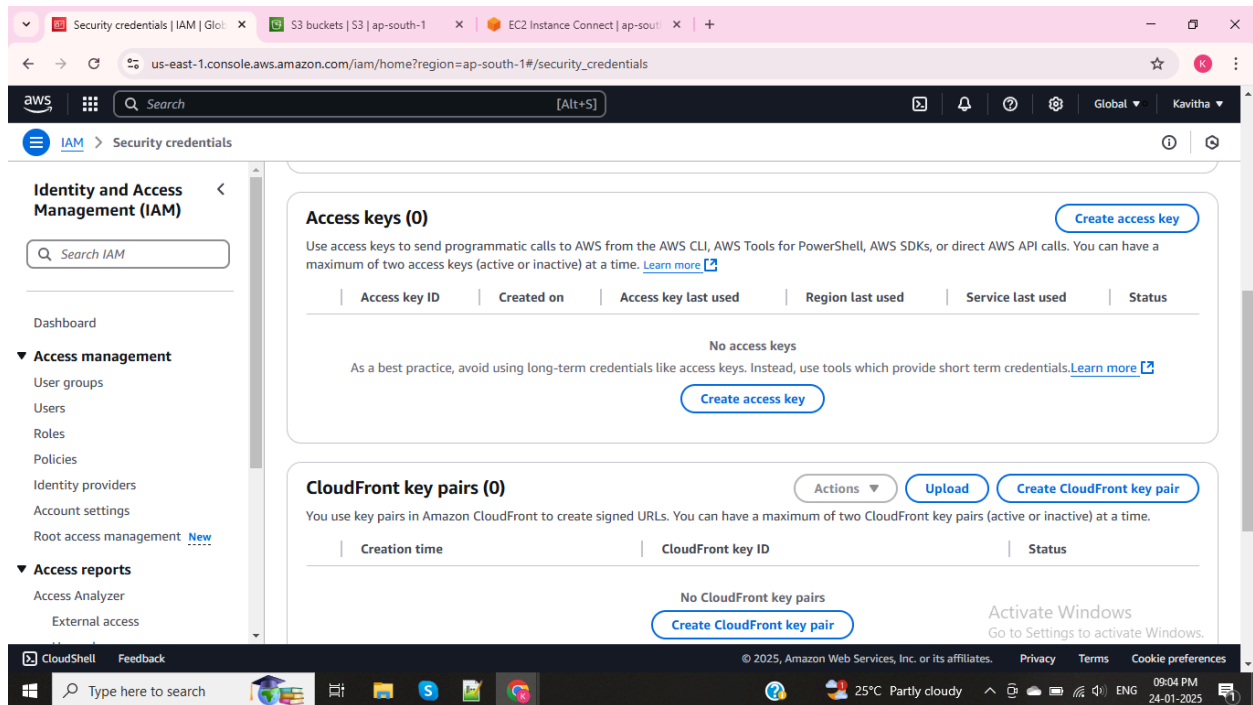 Security credentials | IAM | Glob
S3 buckets | S3 | ap-south-1
EC2 Instance Connect | ap-sout
us-east-1.console.aws.amazon.com/iam/home?region=ap-south-1#/security_credentials
K
aws
Search
[Alt+S]
Global
Kavitha
IAM > Security credentials
Identity and Access
Management (IAM)
Search IAM
Dashboard
Access management
User groups
Users
Roles
Policies
Identity providers
Account settings
Root access management New
Access reports
Access Analyzer
External access
Access keys (0)
Create access key
Use access keys to send programmatic calls to AWS from the AWS CLI, AWS Tools for PowerShell, AWS SDKs, or direct AWS API calls. You can have a
maximum of two access keys (active or inactive) at a time. Learn more
Access key ID
Created on
Access key last used
Region last used
Service last used
Status
No access keys
As a best practice, avoid using long-term credentials like access keys. Instead, use tools which provide short term credentials. Learn more
Create access key
CloudFront key pairs (0)
Actions
Upload
Create CloudFront key pair
You use key pairs in Amazon CloudFront to create signed URLs. You can have a maximum of two CloudFront key pairs (active or inactive) at a time.
Creation time
CloudFront key ID
Status
No CloudFront key pairs
Create CloudFront key pair
Activate Windows
Go to Settings to activate Windows.
CloudShell
Feedback
© 2025, Amazon Web Services, Inc. or its affiliates.
Privacy
Terms
Cookie preferences
Type here to search
25°C Partly cloudy
ENG
09:04 PM
24-01-2025